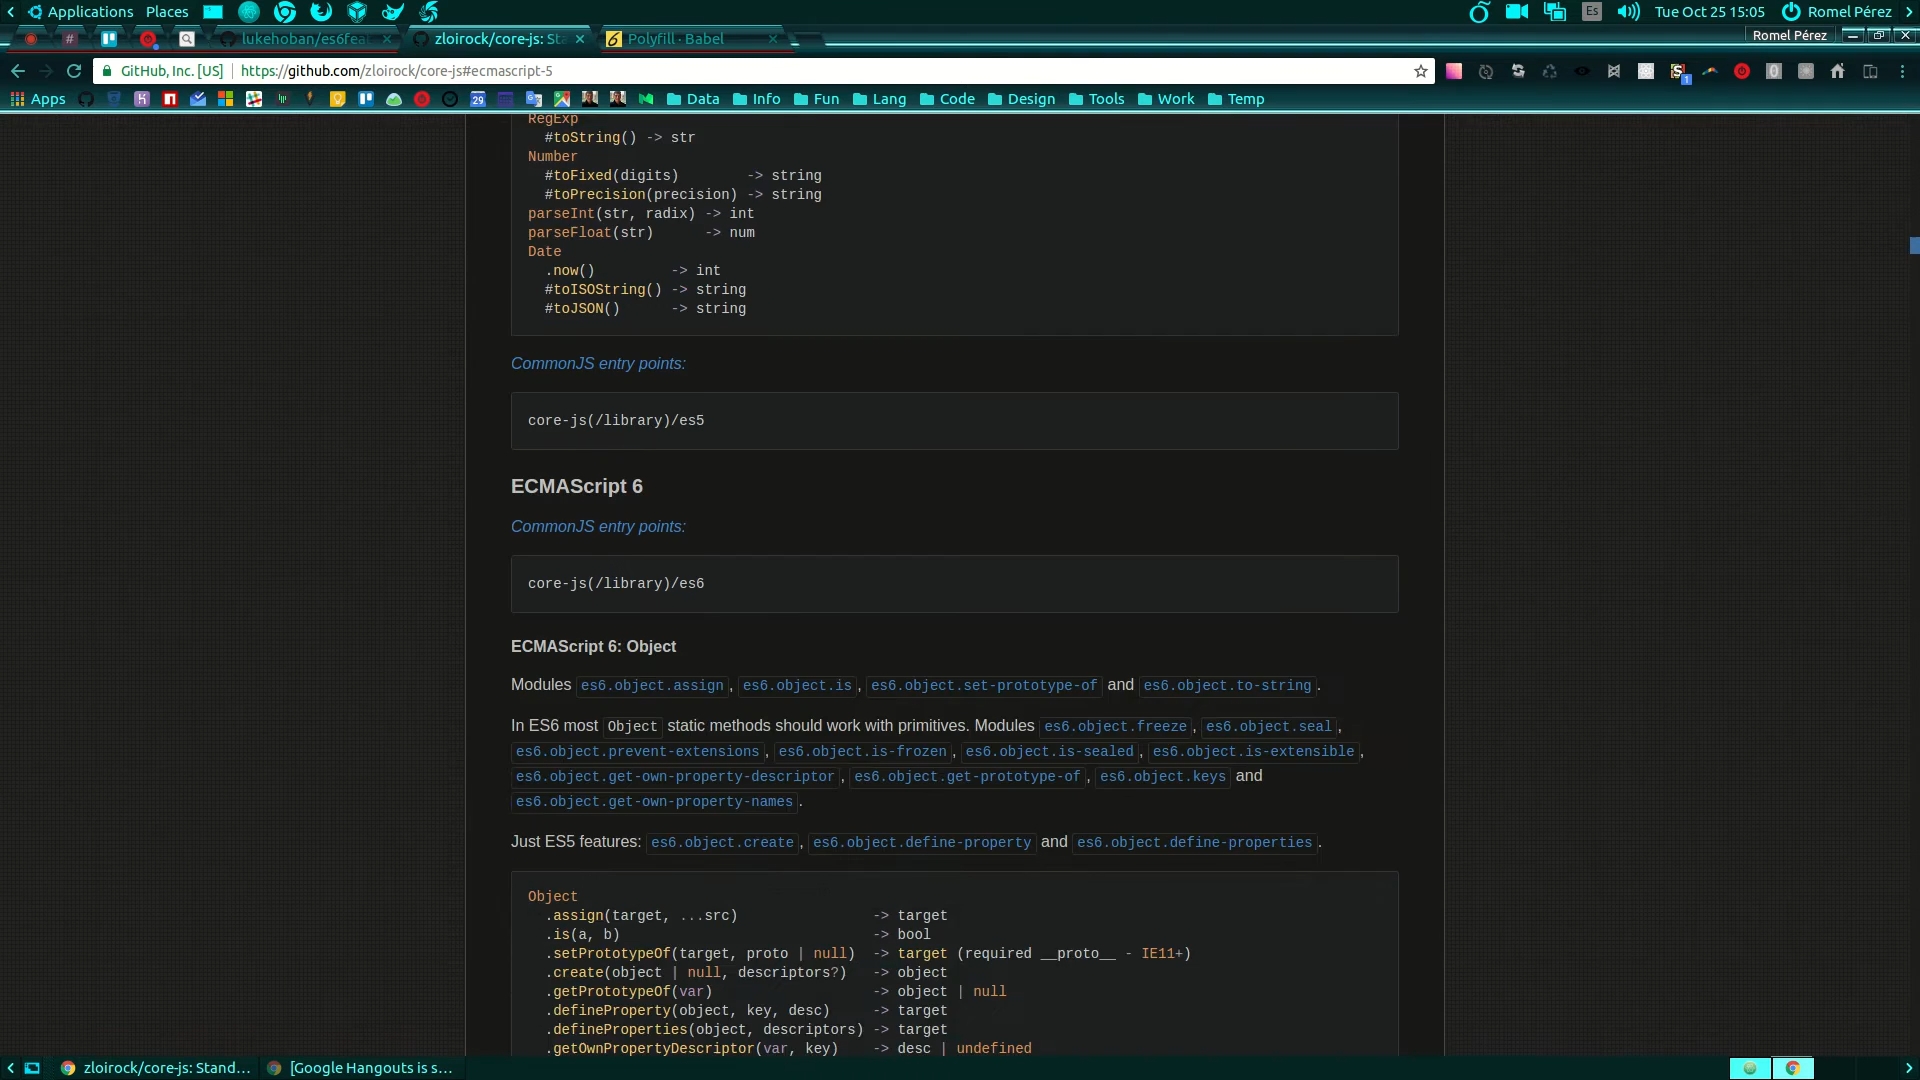 Applications Places Es Tue Oct 25 15:05 Romel Pérez
# lukehoban/es6fea zloirock/core-js: Sta Polyfill · Babel Romel Pérez
GitHub, Inc. [US] https://github.com/zloirock/core-js#ecmascript-5
Apps Data Info Fun Lang Code Design Tools Work Temp
RegExp
#toString() -> str
Number
#toFixed(digits) -> string
#toPrecision(precision) -> string
parseInt(str, radix) -> int
parseFloat(str) -> num
Date
.now() -> int
#toISOString() -> string
#toJSON() -> string
CommonJS entry points:
core-js(/library)/es5
ECMAScript 6
CommonJS entry points:
core-js(/library)/es6
ECMAScript 6: Object
Modules es6.object.assign, es6.object.is, es6.object.set-prototype-of and es6.object.to-string.
In ES6 most Object static methods should work with primitives. Modules es6.object.freeze, es6.object.seal,
es6.object.prevent-extensions, es6.object.is-frozen, es6.object.is-sealed, es6.object.is-extensible,
es6.object.get-own-property-descriptor, es6.object.get-prototype-of, es6.object.keys and
es6.object.get-own-property-names.
Just ES5 features: es6.object.create, es6.object.define-property and es6.object.define-properties.
Object
.assign(target, ...src) -> target
.is(a, b) -> bool
.setPrototypeOf(target, proto | null) -> target (required __proto__ - IE11+)
.create(object | null, descriptors?) -> object
.getPrototypeOf(var) -> object | null
.defineProperty(object, key, desc) -> target
.defineProperties(object, descriptors) -> target
.getOwnPropertyDescriptor(var, key) -> desc | undefined
zloirock/core-js: Stand... [Google Hangouts is s...